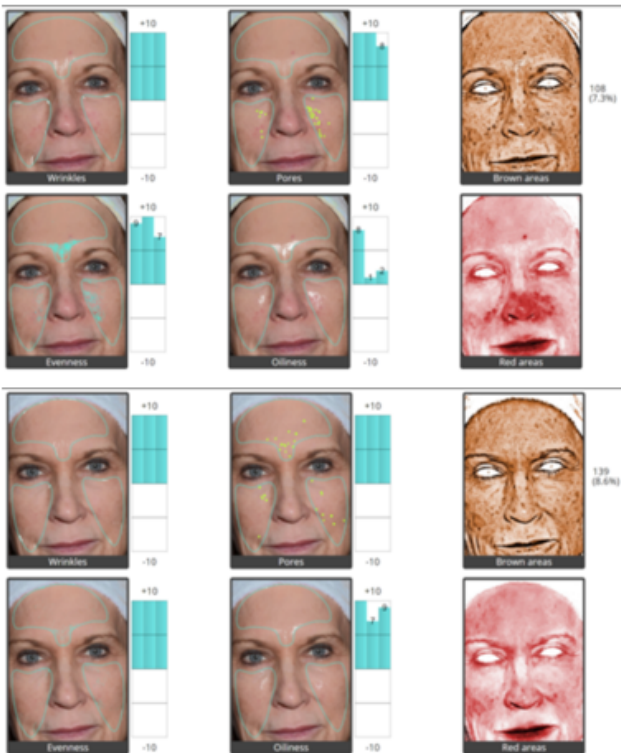 +10
+10
108
(7.3%)
Wrinkles
-10
Pores
-10
Brown areas
+10
+10
Evenness
-10
Oiliness
-10
Red areas
+10
+10
139
(8.6%)
Wrinkles
-10
Pores
-10
Brown areas
+10
+10
Evenness
-10
Oiliness
-10
Red areas